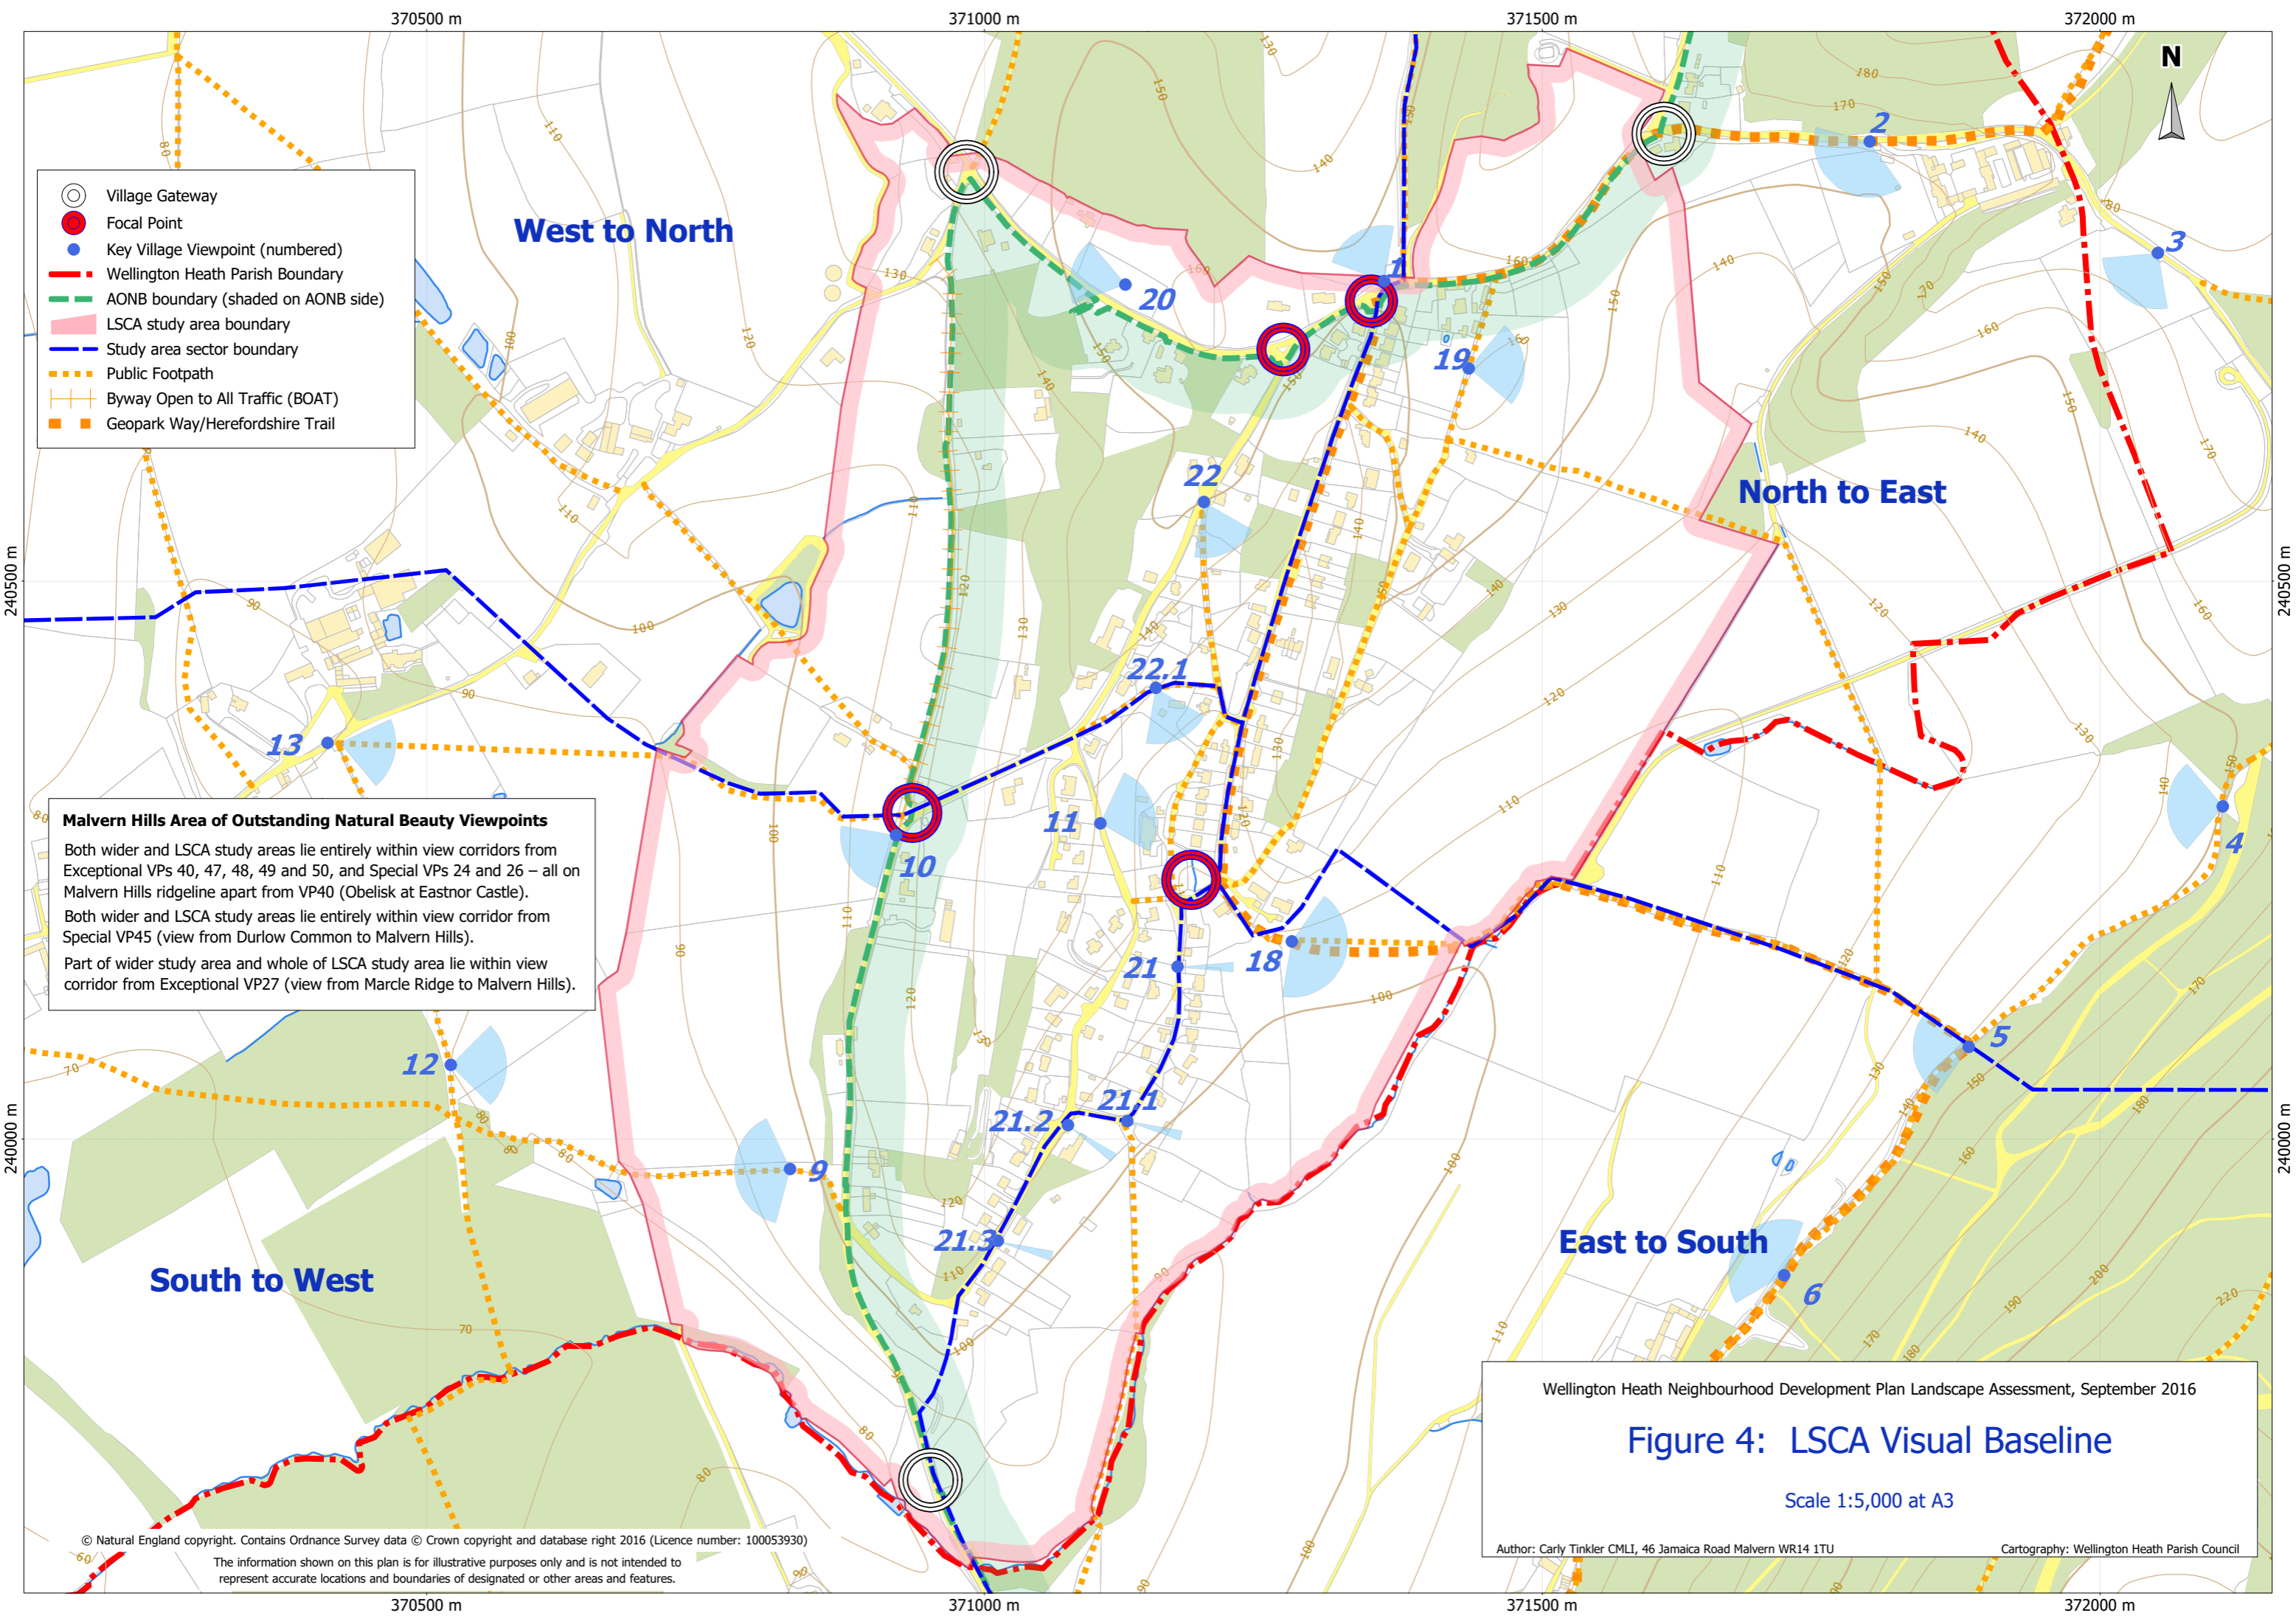 370500 m
371000 m
371500 m
372000 m
N
Village Gateway
Focal Point
Key Village Viewpoint (numbered)
Wellington Heath Parish Boundary
AONB boundary (shaded on AONB side)
LSCA study area boundary
Study area sector boundary
Public Footpath
Byway Open to All Traffic (BOAT)
Geopark Way/Herefordshire Trail
West to North
North to East
South to West
East to South
1
2
3
20
19
22
22.1
13
11
10
4
18
21
5
12
21.1
21.2
9
21.3
6
240500 m
240500 m
240000 m
240000 m
Malvern Hills Area of Outstanding Natural Beauty Viewpoints
Both wider and LSCA study areas lie entirely within view corridors from
Exceptional VPs 40, 47, 48, 49 and 50, and Special VPs 24 and 26 – all on
Malvern Hills ridgeline apart from VP40 (Obelisk at Eastnor Castle).
Both wider and LSCA study areas lie entirely within view corridor from
Special VP45 (view from Durlow Common to Malvern Hills).
Part of wider study area and whole of LSCA study area lie within view
corridor from Exceptional VP27 (view from Marcle Ridge to Malvern Hills).
Wellington Heath Neighbourhood Development Plan Landscape Assessment, September 2016
Figure 4: LSCA Visual Baseline
Scale 1:5,000 at A3
Author: Carly Tinkler CMLI, 46 Jamaica Road Malvern WR14 1TU
Cartography: Wellington Heath Parish Council
© Natural England copyright. Contains Ordnance Survey data © Crown copyright and database right 2016 (Licence number: 100053930)
The information shown on this plan is for illustrative purposes only and is not intended to
represent accurate locations and boundaries of designated or other areas and features.
370500 m
371000 m
371500 m
372000 m